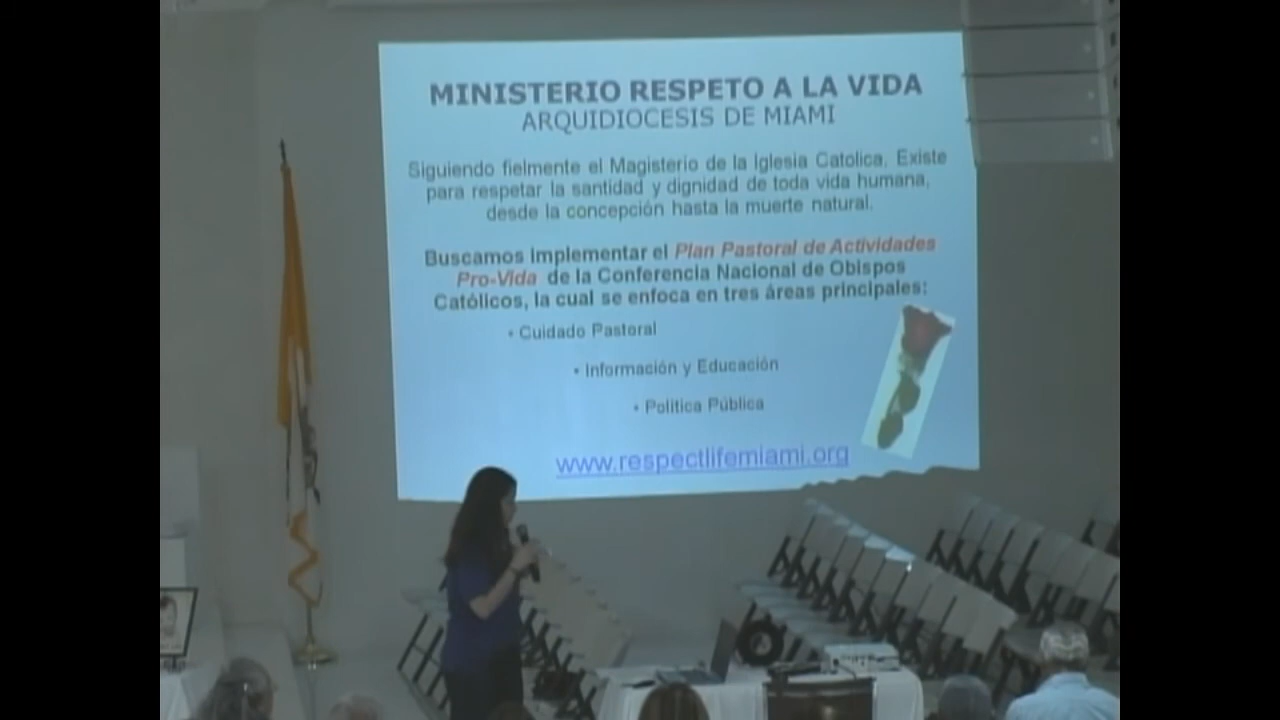 MINISTERIO RESPETO A LA VIDA
ARQUIDIOCESIS DE MIAMI
Siguiendo fielmente el Magisterio de la Iglesia Catolica, Existe
para respetar la santidad y dignidad de toda vida humana,
desde la concepción hasta la muerte natural.
Buscamos implementar el Plan Pastoral de Actividades
Pro-Vida de la Conferencia Nacional de Obispos
Católicos, la cual se enfoca en tres áreas principales:
• Cuidado Pastoral
• Información y Educación
• Política Pública
www.respectlifemiami.org